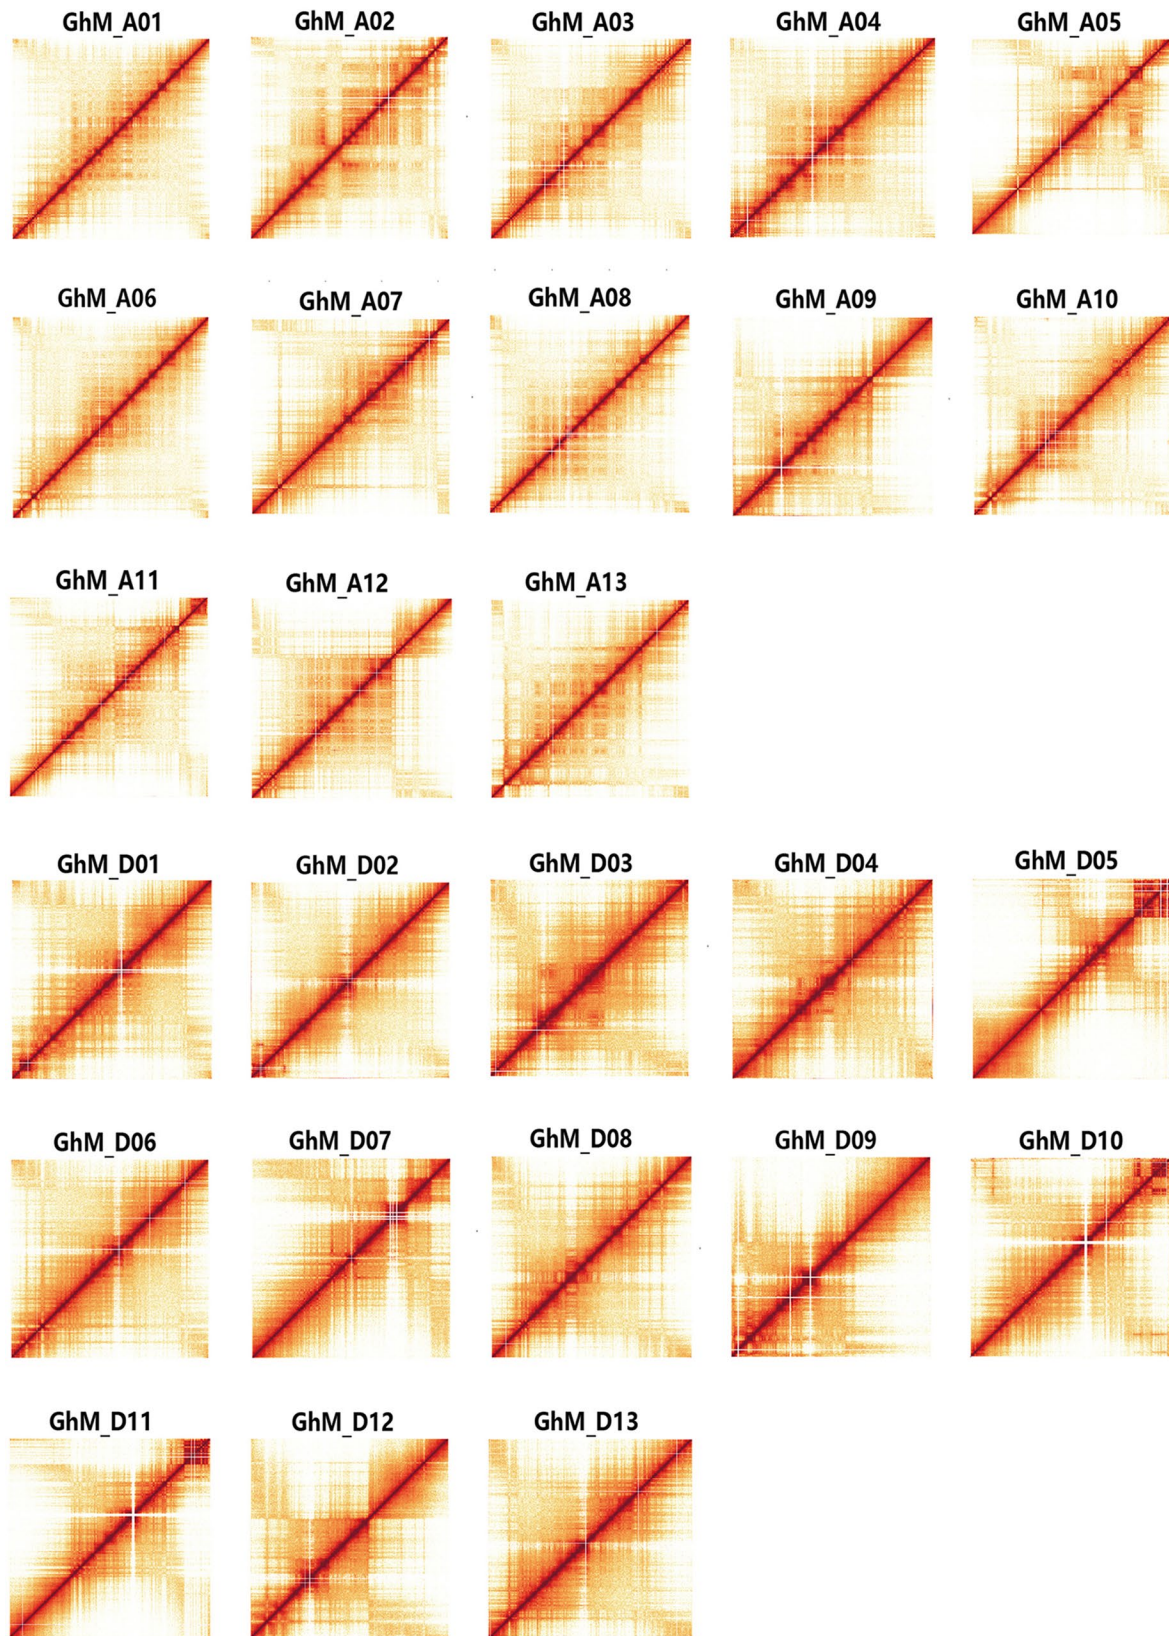 GhM_A01 GhM_A02 GhM_A03 GhM_A04 GhM_A05
GhM_A06 GhM_A07 GhM_A08 GhM_A09 GhM_A10
GhM_A11 GhM_A12 GhM_A13
GhM_D01 GhM_D02 GhM_D03 GhM_D04 GhM_D05
GhM_D06 GhM_D07 GhM_D08 GhM_D09 GhM_D10
GhM_D11 GhM_D12 GhM_D13